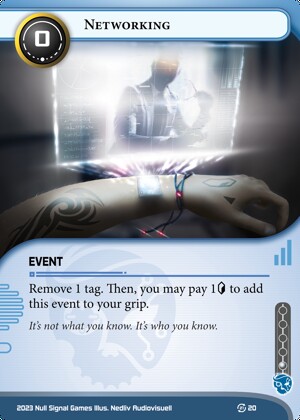 0
NETWORKING
EVENT
Remove 1 tag. Then, you may pay 1 to add
this event to your grip.
It's not what you know. It's who you know.
2023 Null Signal Games Illus. Nedliv Audiovisuell
20